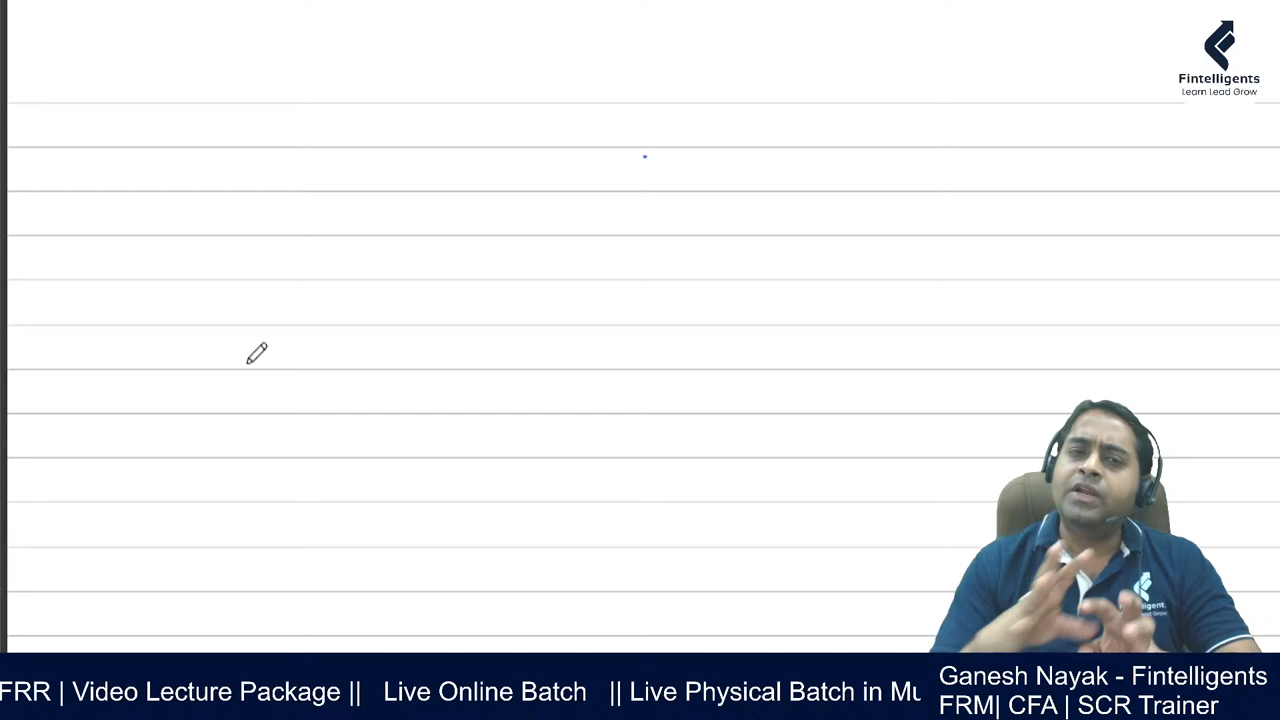 Fintelligents
Learn Lead Grow
FRR | Video Lecture Package || Live Online Batch || Live Physical Batch in Mu
Ganesh Nayak - Fintelligents
FRM| CFA | SCR Trainer